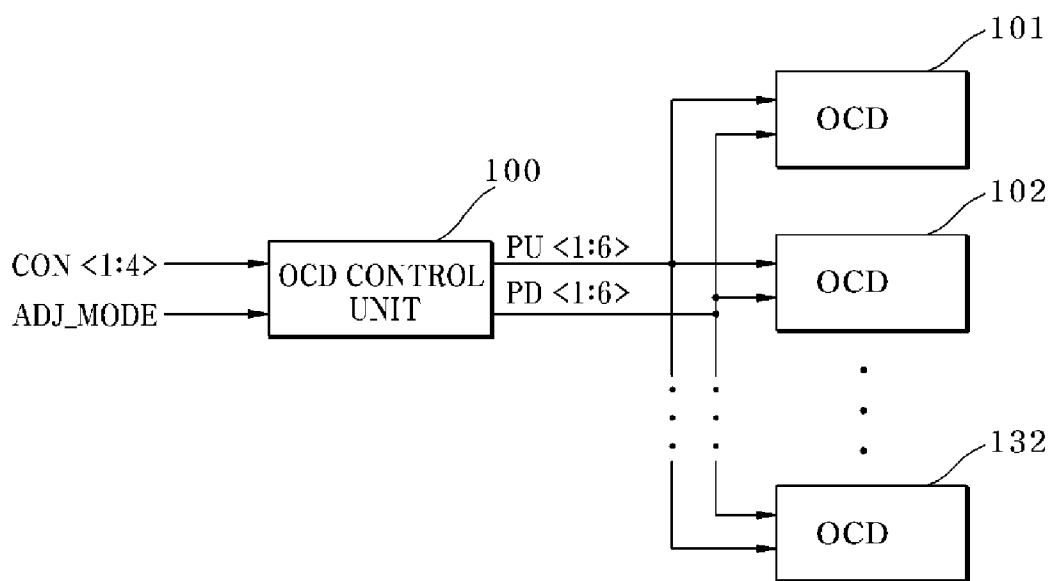 101
OCD
100
102
CON <1:4>
ADJ_MODE
OCD CONTROL
UNIT
PU <1:6>
PD <1:6>
OCD
132
OCD